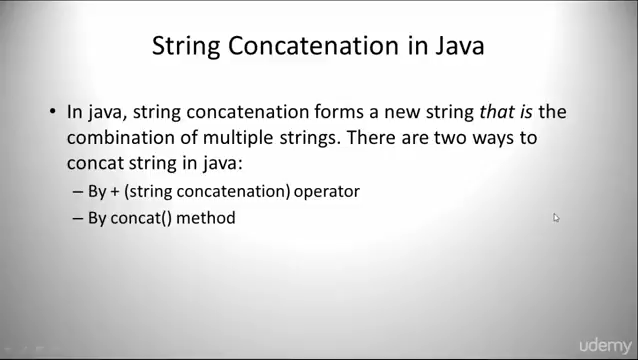 String Concatenation in Java
• In java, string concatenation forms a new string that is the
combination of multiple strings. There are two ways to
concat string in java:
– By + (string concatenation) operator
– By concat() method
udemy